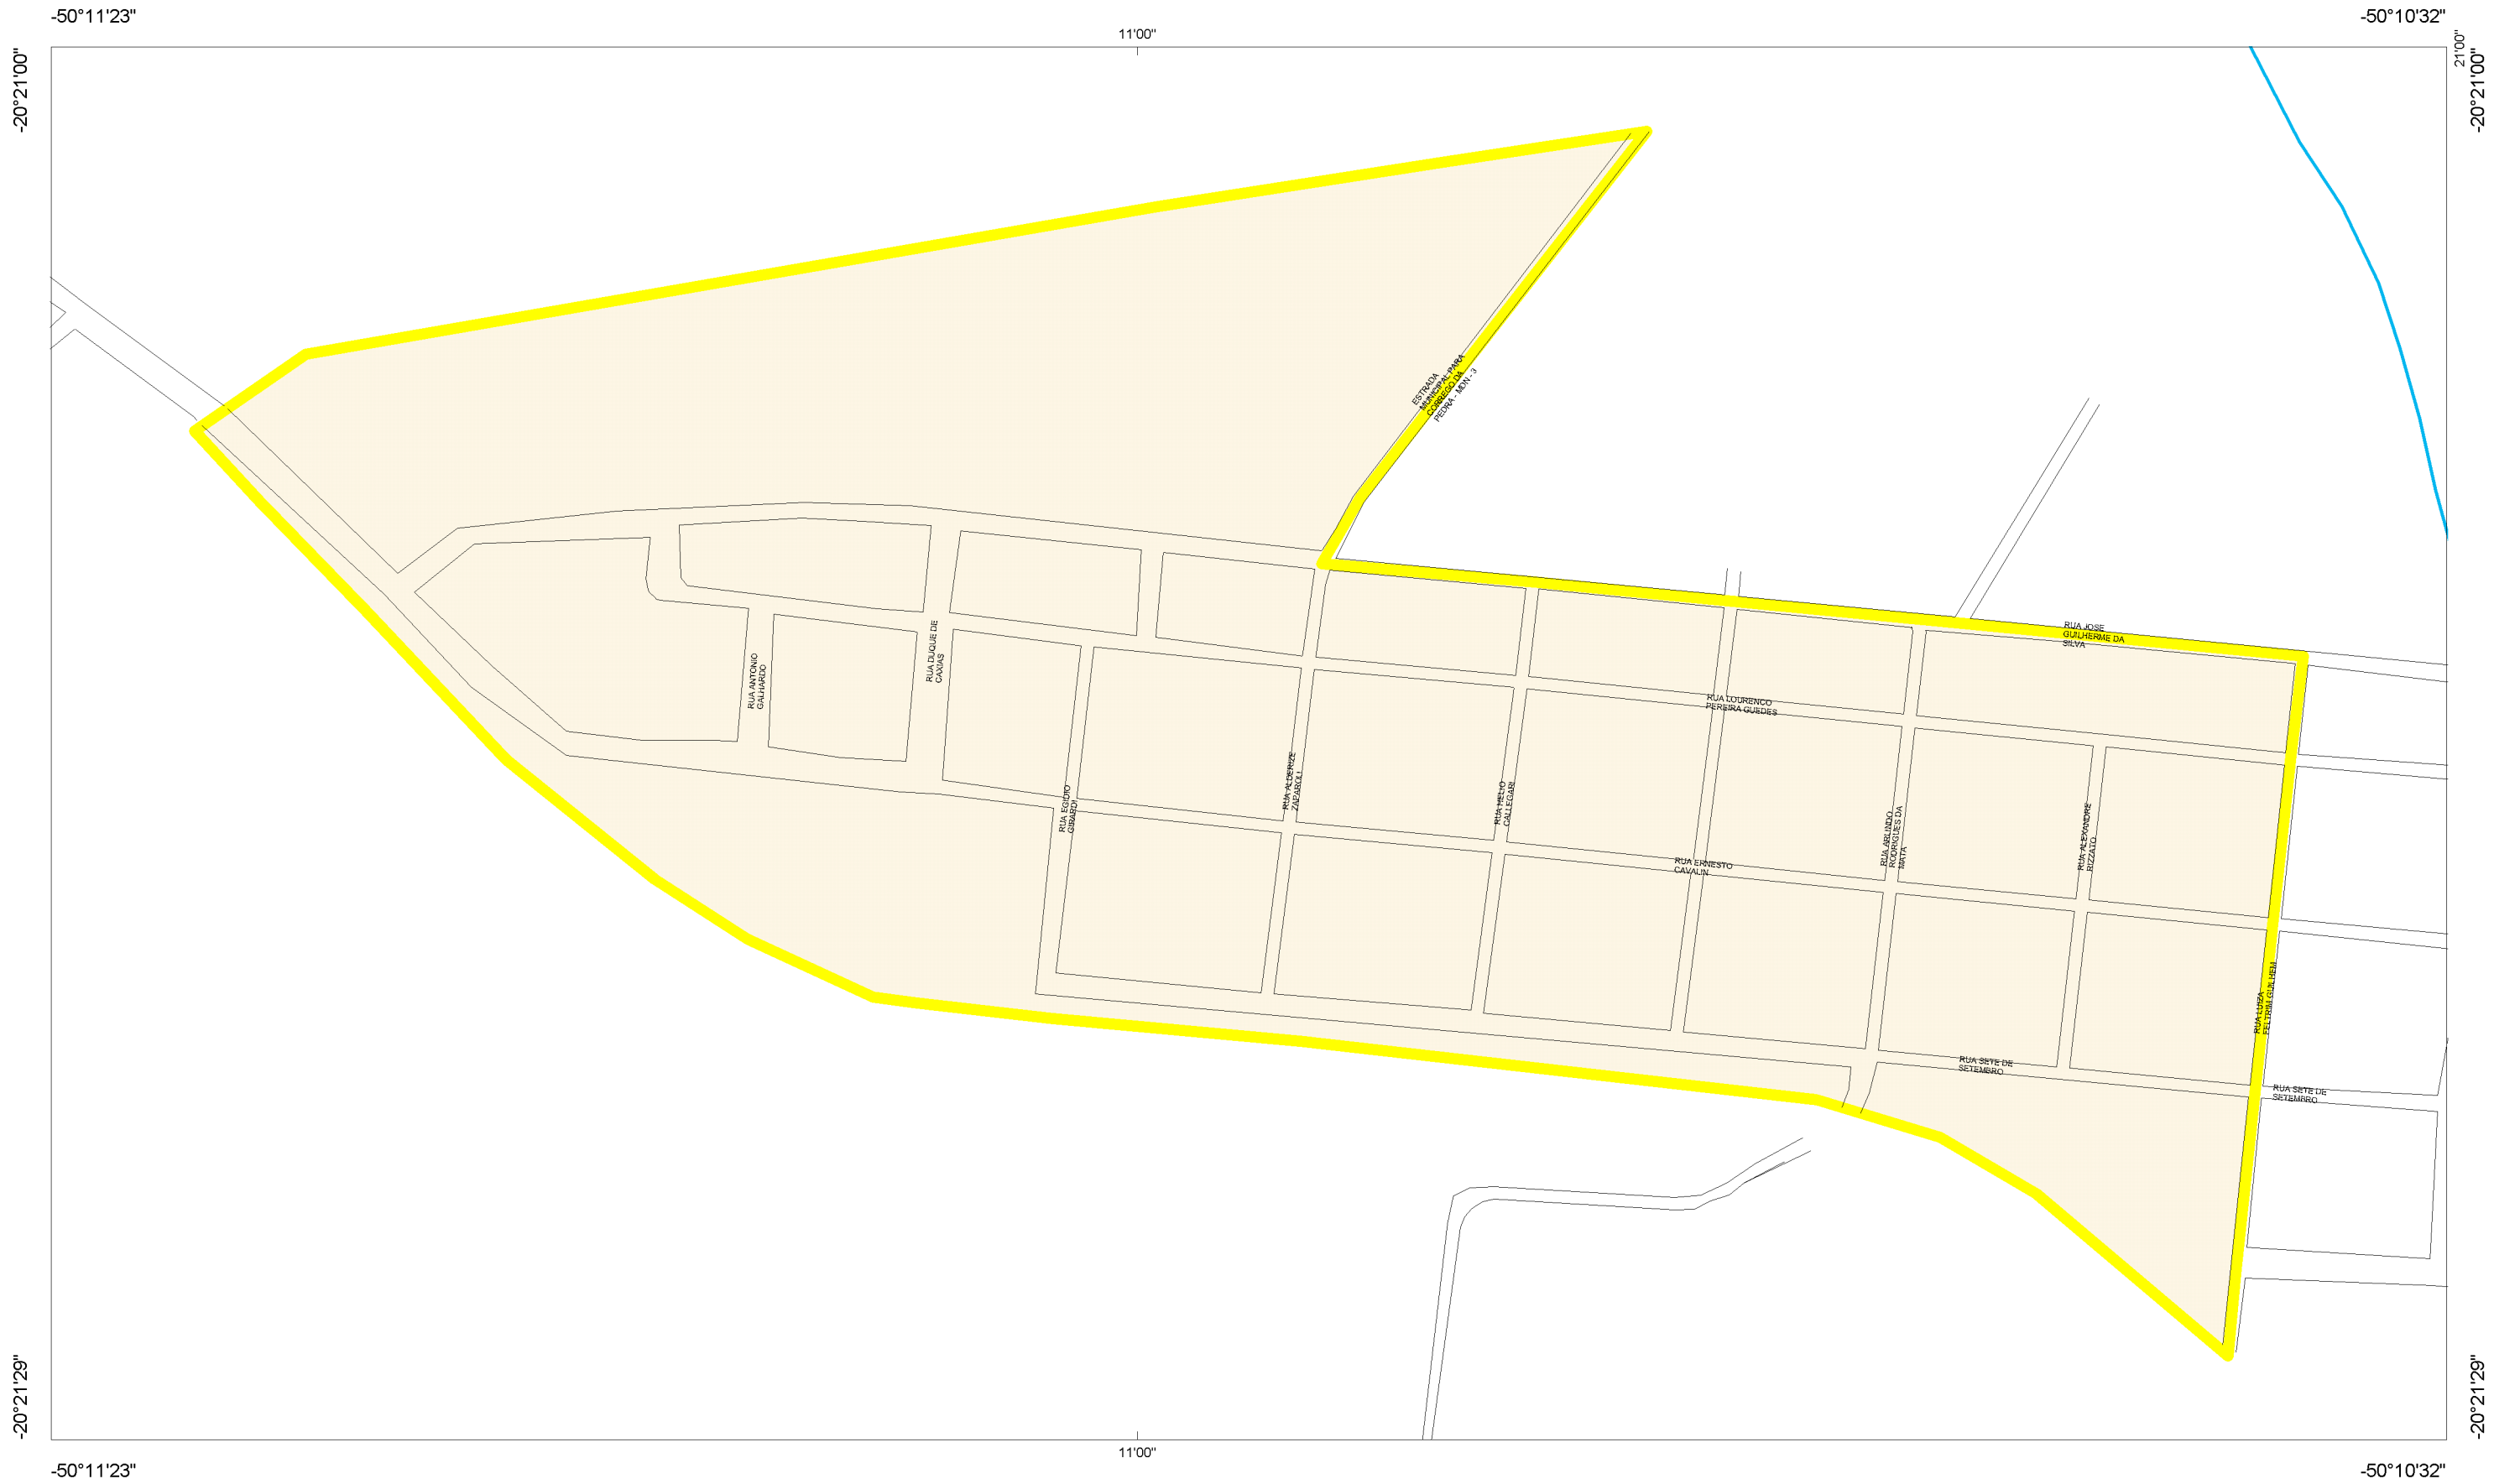 -50°11'23"
-50°10'32"
11'00"
21'00"
-20°21'00"
-20°21'00"
ESTRADA
MUNICIPAL PARA
CORREGO DA
PEDRA - MDN - 3
RUA JOSE
GUILHERME DA
SILVA
RUA ANTONIO
GALHARDO
RUA DUQUE DE
CAXIAS
RUA LOURENCO
PEREIRA GUEDES
RUA EGIDIO
GIRARDI
RUA ALDERIZE
ZAPAROLI
RUA HELIO
CALLEGARI
RUA ARLINDO
RODRIGUES DA
MATA
RUA ALEXANDRE
RIZZATO
RUA ERNESTO
CAVALIN
RUA LUIZA
FELTRIM GUILHEM
RUA SETE DE
SETEMBRO
RUA SETE DE
SETEMBRO
-20°21'29"
-20°21'29"
11'00"
-50°11'23"
-50°10'32"